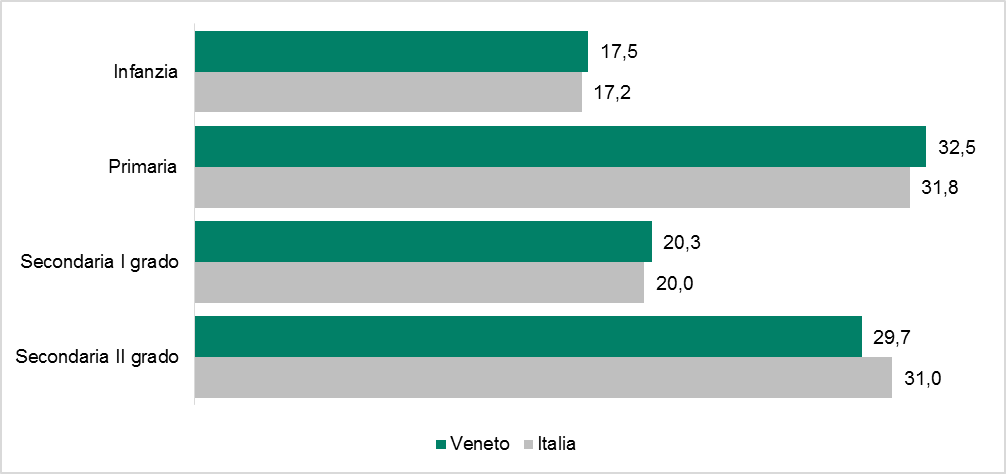 Infanzia
17,5
17,2
Primaria
32,5
31,8
Secondaria I grado
20,3
20,0
Secondaria II grado
29,7
31,0
Veneto Italia